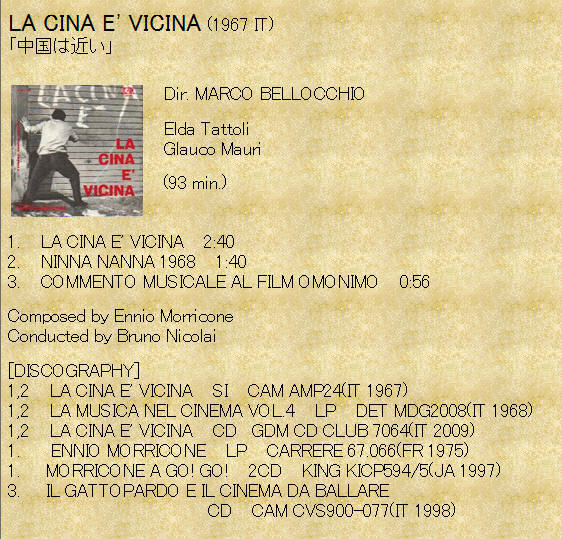 LA CINA E' VICINA (1967 IT)
「中国は近い」
LA CINA
E'
LA
CINA
E'
VICINA
Dir. MARCO BELLOCCHIO
Elda Tattoli
Glauco Mauri
(93 min.)
1. LA CINA E' VICINA 2:40
2. NINNA NANNA 1968 1:40
3. COMMENTO MUSICALE AL FILM OMONIMO 0:56
Composed by Ennio Morricone
Conducted by Bruno Nicolai
[DISCOGRAPHY]
1,2 LA CINA E' VICINA SI CAM AMP24(IT 1967)
1,2 LA MUSICA NEL CINEMA VOL.4 LP DET MDG2008(IT 1968)
1,2 LA CINA E' VICINA CD GDM CD CLUB 7064(IT 2009)
1. ENNIO MORRICONE LP CARRERE 67.066(FR 1975)
1. MORRICONE A GO! GO! 2CD KING KICP594/5(JA 1997)
3. IL GATTOPARDO E IL CINEMA DA BALLARE
CD CAM CVS900-077(IT 1998)